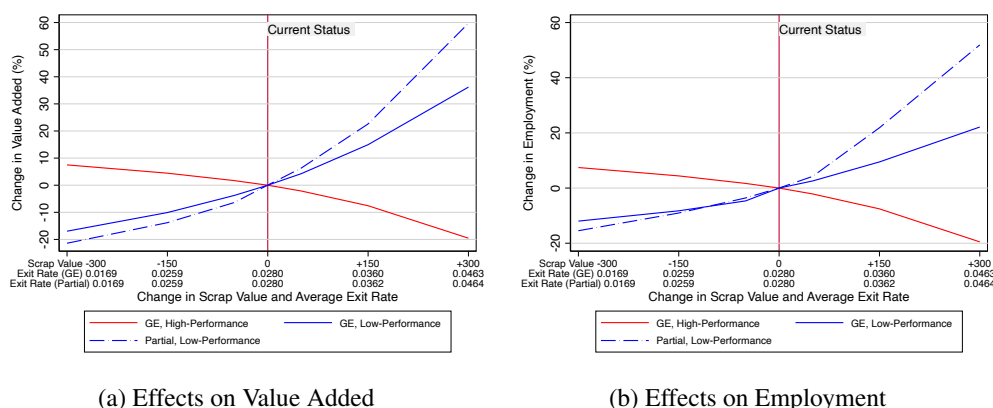 Current Status
Change in Value Added (%)
60
50
40
30
20
10
0
-10
-20
Scrap Value -300 -150 0 +150 +300
Exit Rate (GE) 0.0169 0.0259 0.0280 0.0360 0.0463
Exit Rate (Partial) 0.0169 0.0259 0.0280 0.0362 0.0464
Change in Scrap Value and Average Exit Rate
GE, High-Performance GE, Low-Performance
Partial, Low-Performance
(a) Effects on Value Added
Current Status
Change in Employment (%)
60
40
20
0
-20
Scrap Value -300 -150 0 +150 +300
Exit Rate (GE) 0.0169 0.0259 0.0280 0.0360 0.0463
Exit Rate (Partial) 0.0169 0.0259 0.0280 0.0362 0.0464
Change in Scrap Value and Average Exit Rate
GE, High-Performance GE, Low-Performance
Partial, Low-Performance
(b) Effects on Employment